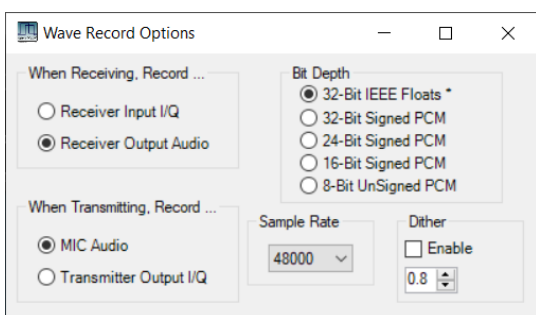 Wave Record Options
When Receiving, Record ...
Receiver Input I/Q
Receiver Output Audio
Bit Depth
32-Bit IEEE Floats *
32-Bit Signed PCM
24-Bit Signed PCM
16-Bit Signed PCM
8-Bit UnSigned PCM
When Transmitting, Record ...
MIC Audio
Transmitter Output I/Q
Sample Rate
48000
Dither
Enable
0.8